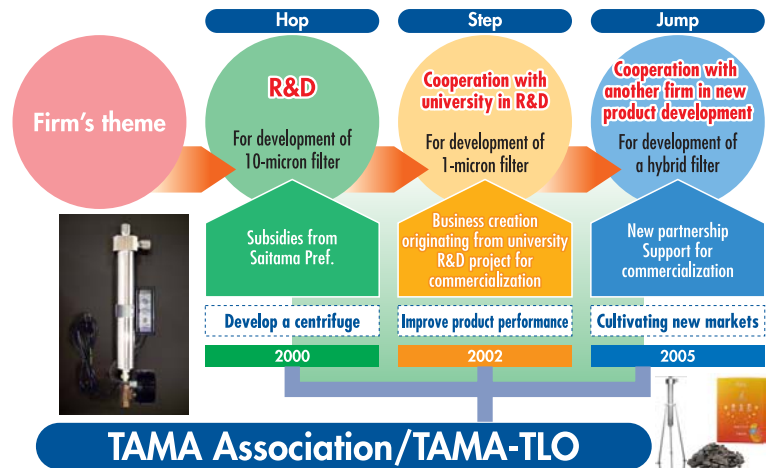 Hop
Step
Jump
Firm's theme
R&D
For development of
10-micron filter
Cooperation with
university in R&D
For development of
1-micron filter
Cooperation with
another firm in new
product development
For development of
a hybrid filter
Subsidies from
Saitama Pref.
Business creation
originating from university
R&D project for
commercialization
New partnership
Support for
commercialization
Develop a centrifuge
Improve product performance
Cultivating new markets
2000
2002
2005
TAMA Association/TAMA-TLO